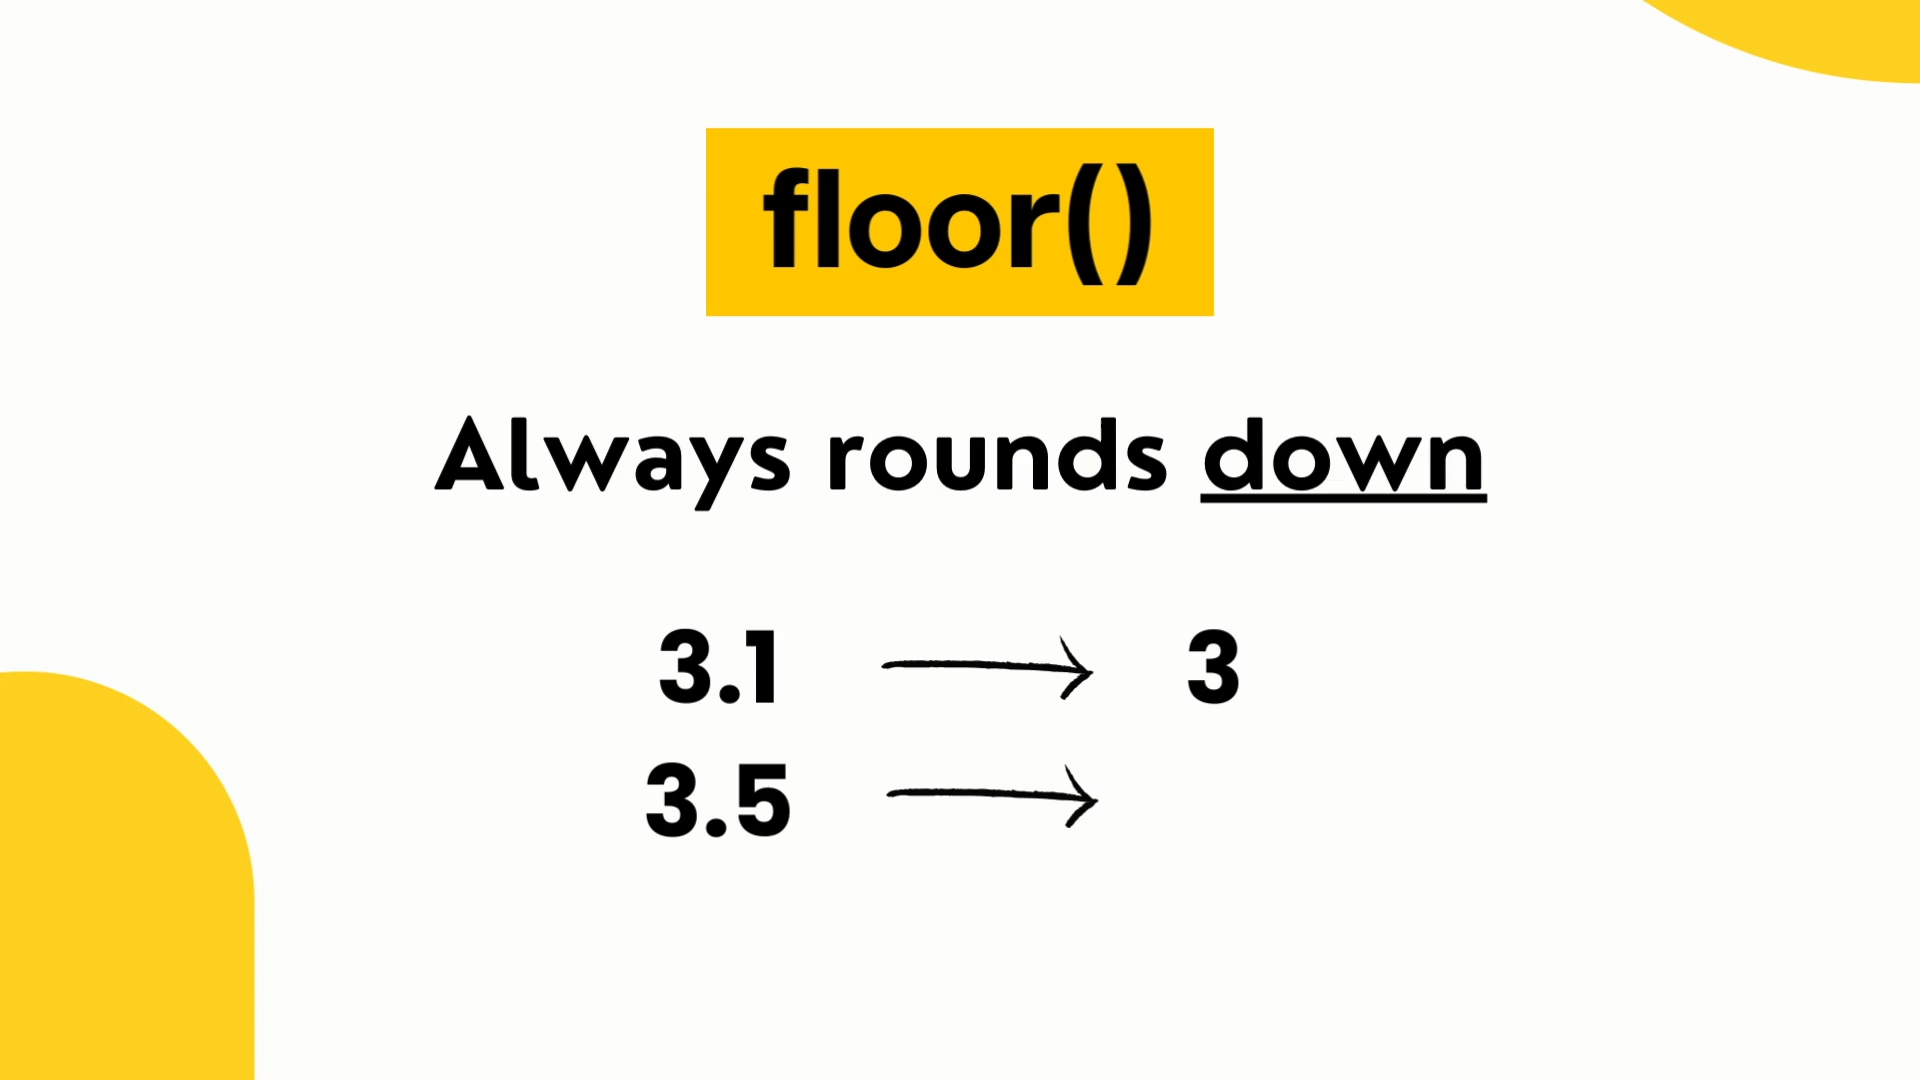 floor()
Always rounds down
3.1 → 3
3.5 →